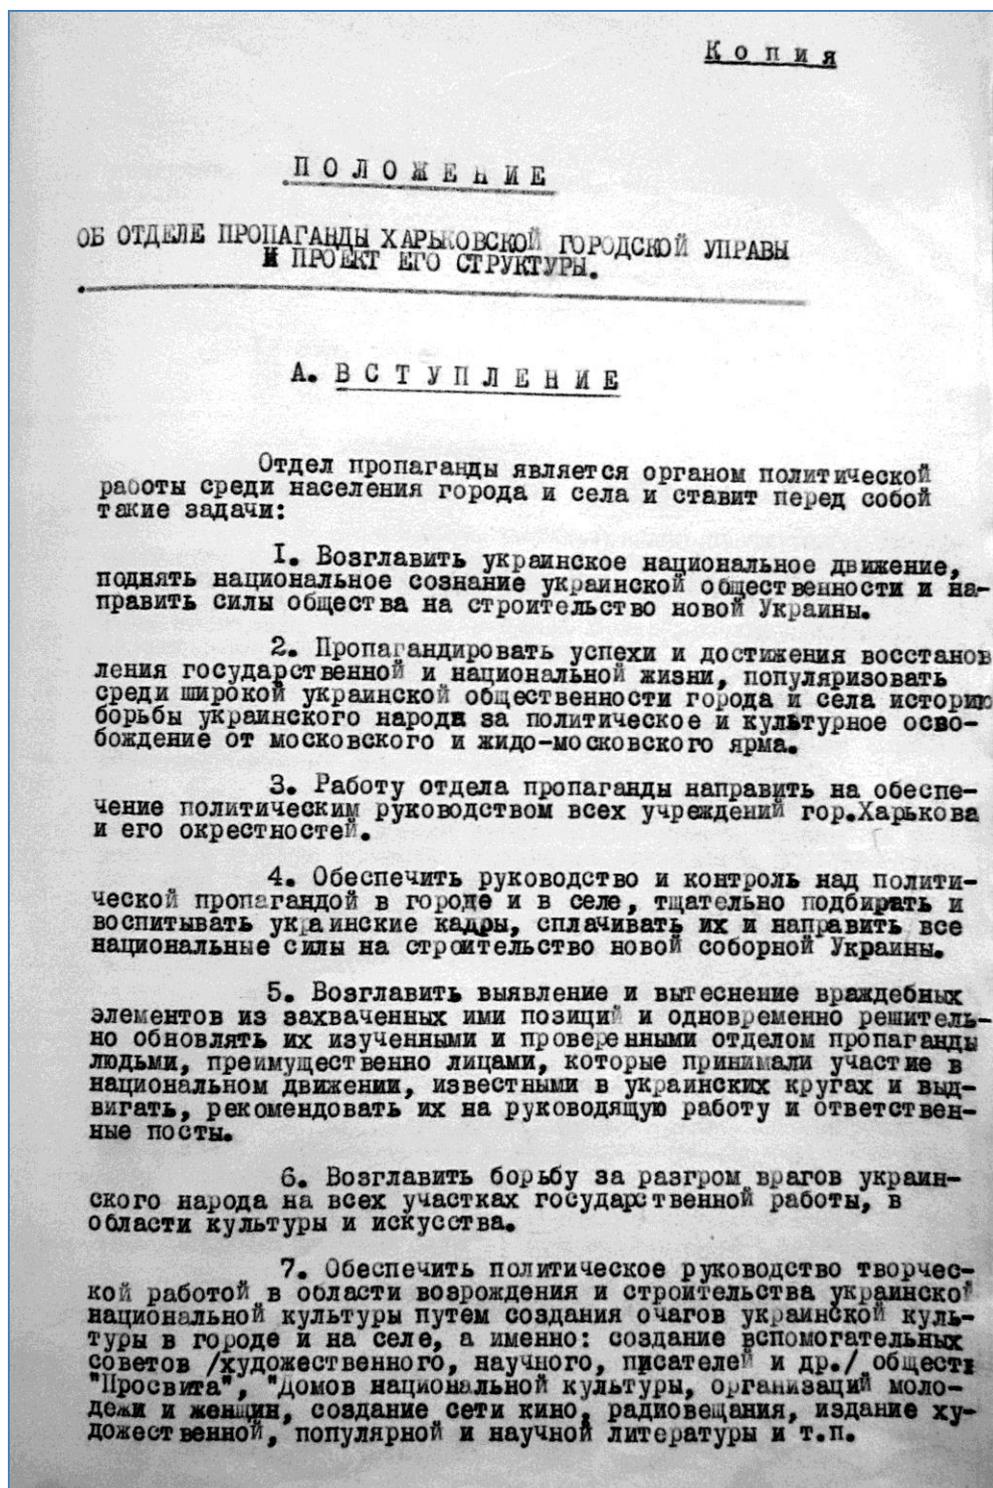 К о п и я
П О Л О Ж Е Н И Е
ОБ ОТДЕЛЕ ПРОПАГАНДЫ ХАРЬКОВСКОЙ ГОРОДСКОЙ УПРАВЫ
И ПРОЕКТ ЕГО СТРУКТУРЫ.
А. В С Т У П Л Е Н И Е
Отдел пропаганды является органом политической
работы среди населения города и села и ставит перед собой
такие задачи:
I. Возглавить украинское национальное движение,
поднять национальное сознание украинской общественности и на-
править силы общества на строительство новой Украины.
2. Пропагандировать успехи и достижения восстанов
ления государственной и национальной жизни, популяризовать
среди широкой украинской общественности города и села историю
борьбы украинского народа за политическое и культурное осво-
бождение от московского и жидо-московского ярма.
3. Работу отдела пропаганды направить на обеспе-
чение политическим руководством всех учреждений гор.Харькова
и его окрестностей.
4. Обеспечить руководство и контроль над полити-
ческой пропагандой в городе и в селе, тщательно подбирать и
воспитывать украинские кадры, сплачивать их и направить все
национальные силы на строительство новой соборной Украины.
5. Возглавить выявление и вытеснение враждебных
элементов из захваченных ими позиций и одновременно решитель-
но обновлять их изученными и проверенными отделом пропаганды
людьми, преимущественно лицами, которые принимали участие в
национальном движении, известными в украинских кругах и выд-
вигать, рекомендовать их на руководящую работу и ответствен-
ные посты.
6. Возглавить борьбу за разгром врагов украин-
ского народа на всех участках государственной работы, в
области культуры и искусства.
7. Обеспечить политическое руководство творчес-
кой работой в области возрождения и строительства украинской
национальной культуры путем создания очагов украинской куль-
туры в городе и на селе, а именно: создание вспомогательных
советов /художественного, научного, писателей и др./ обществ
"Просвита", "Домов национальной культуры, организаций моло-
дежи и женщин, создание сети кино, радиовещания, издание ху-
дожественной, популярной и научной литературы и т.п.